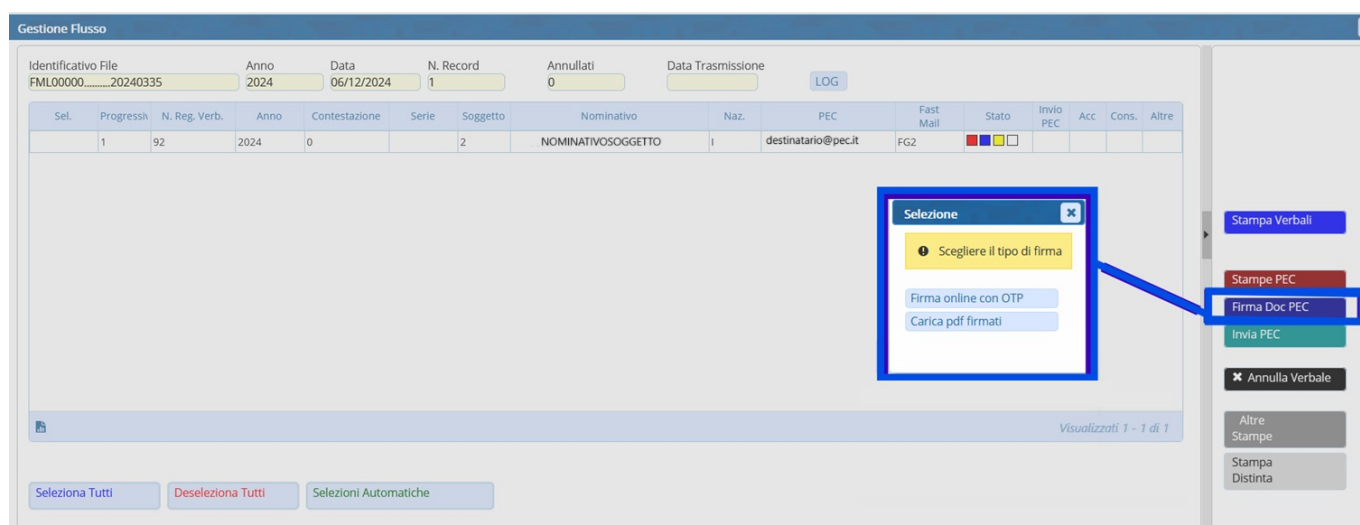 Gestione Flusso
Identificativo File Anno Data N. Record Annullati Data Trasmissione
FML00000..........20240335 2024 06/12/2024 1 0 LOG
Sel. Progressiv N. Reg. Verb. Anno Contestazione Serie Soggetto Nominativo Naz. PEC Fast Mail Stato Invio PEC Acc Cons. Altre
1 92 2024 0 2 NOMINATIVOSOGGETTO I destinatario@pec.it FG2
Selezione
Scegliere il tipo di firma
Firma online con OTP
Carica pdf firmati
Stampa Verbali
Stampe PEC
Firma Doc PEC
Invia PEC
Annulla Verbale
Altre
Stampe
Stampa
Distinta
Visualizzati 1 - 1 di 1
Seleziona Tutti Deseleziona Tutti Selezioni Automatiche